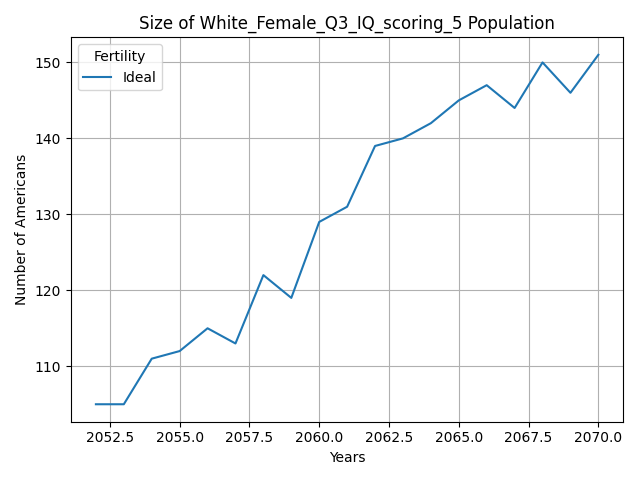 Size of White_Female_Q3_IQ_scoring_5 Population
Fertility
Ideal
Number of Americans
150
140
130
120
110
2052.5 2055.0 2057.5 2060.0 2062.5 2065.0 2067.5 2070.0
Years